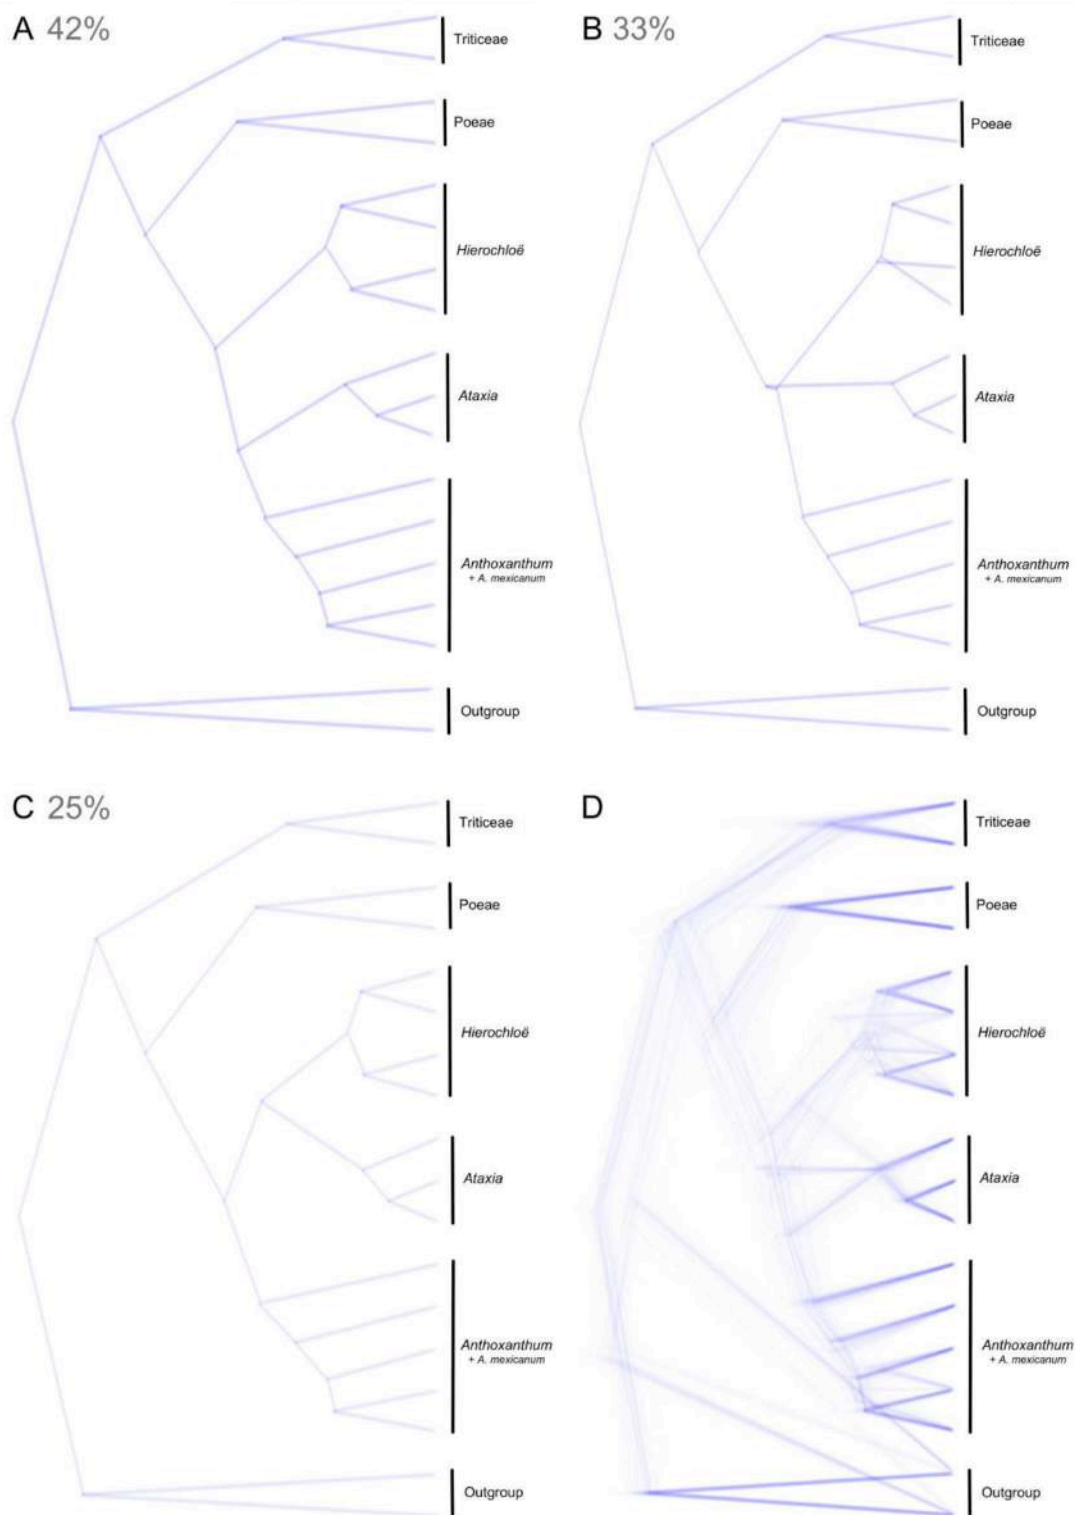 A 42%
Triticeae
Poeae
Hierochloë
Ataxia
Anthoxanthum
+ A. mexicanum
Outgroup
B 33%
Triticeae
Poeae
Hierochloë
Ataxia
Anthoxanthum
+ A. mexicanum
Outgroup
C 25%
Triticeae
Poeae
Hierochloë
Ataxia
Anthoxanthum
+ A. mexicanum
Outgroup
D
Triticeae
Poeae
Hierochloë
Ataxia
Anthoxanthum
+ A. mexicanum
Outgroup